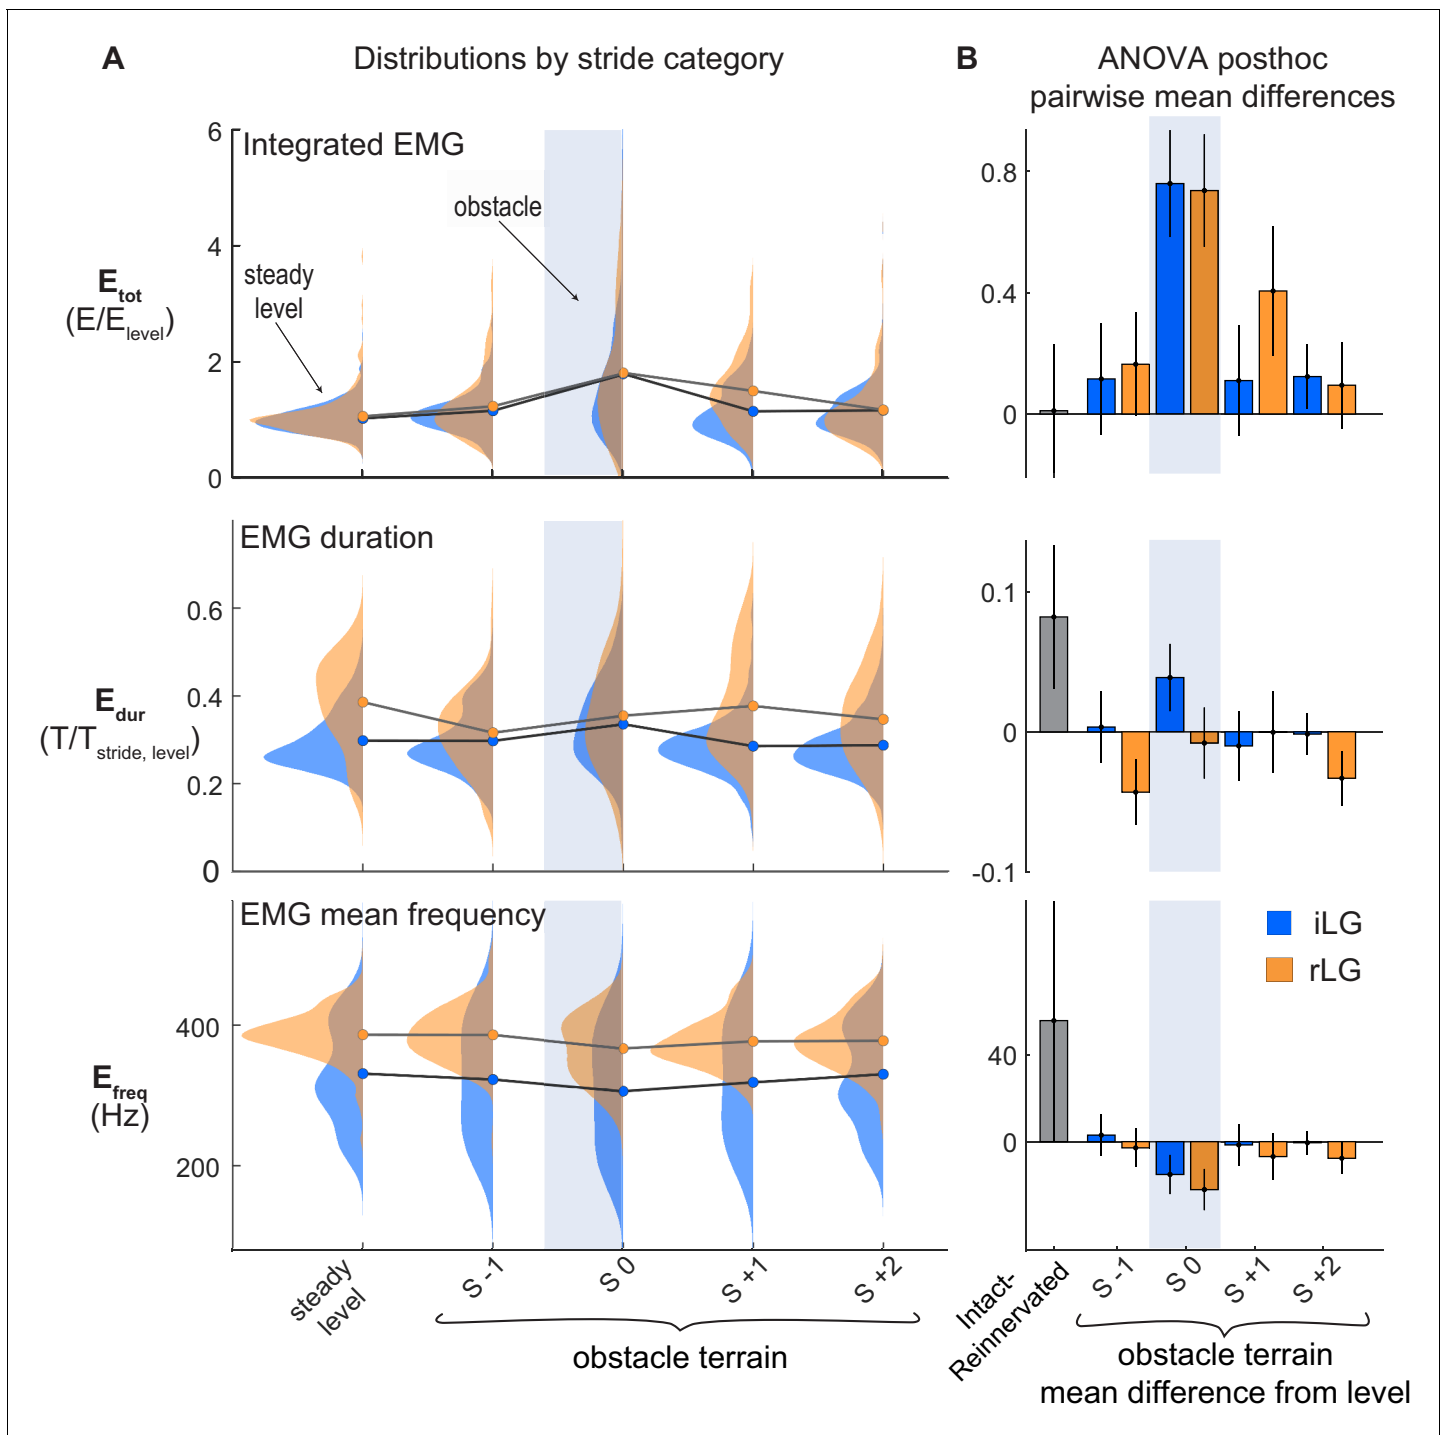 A
Distributions by stride category
B
ANOVA posthoc
pairwise mean differences
Integrated EMG
6
4
2
0
E_tot
(E/E_level)
steady
level
obstacle
0.8
0.4
0
EMG duration
0.6
0.4
0.2
0
E_dur
(T/T_stride, level)
0.1
0
-0.1
EMG mean frequency
400
200
E_freq
(Hz)
40
0
iLG
rLG
steady
level
S -1
S 0
S +1
S +2
obstacle terrain
Intact-
Reinnervated
S -1
S 0
S +1
S +2
obstacle terrain
mean difference from level